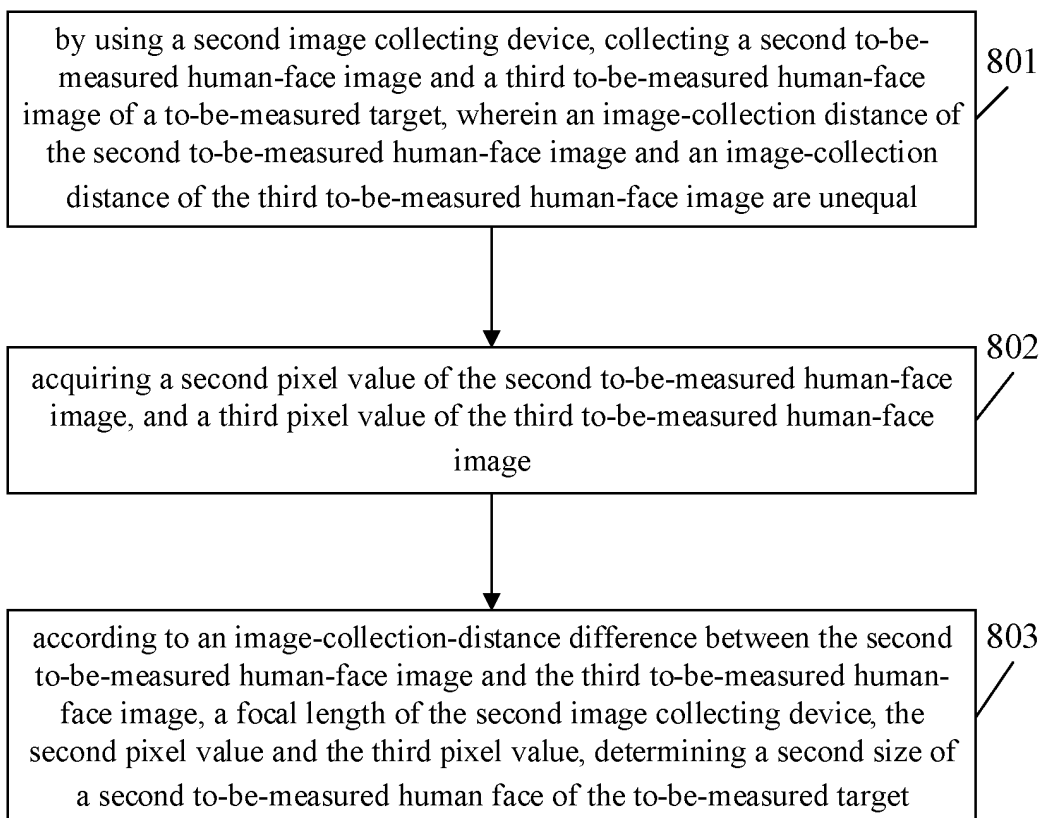 by using a second image collecting device, collecting a second to-be-
measured human-face image and a third to-be-measured human-face
image of a to-be-measured target, wherein an image-collection distance of
the second to-be-measured human-face image and an image-collection
distance of the third to-be-measured human-face image are unequal
801
acquiring a second pixel value of the second to-be-measured human-face
image, and a third pixel value of the third to-be-measured human-face
image
802
according to an image-collection-distance difference between the second
to-be-measured human-face image and the third to-be-measured human-
face image, a focal length of the second image collecting device, the
second pixel value and the third pixel value, determining a second size of
a second to-be-measured human face of the to-be-measured target
803